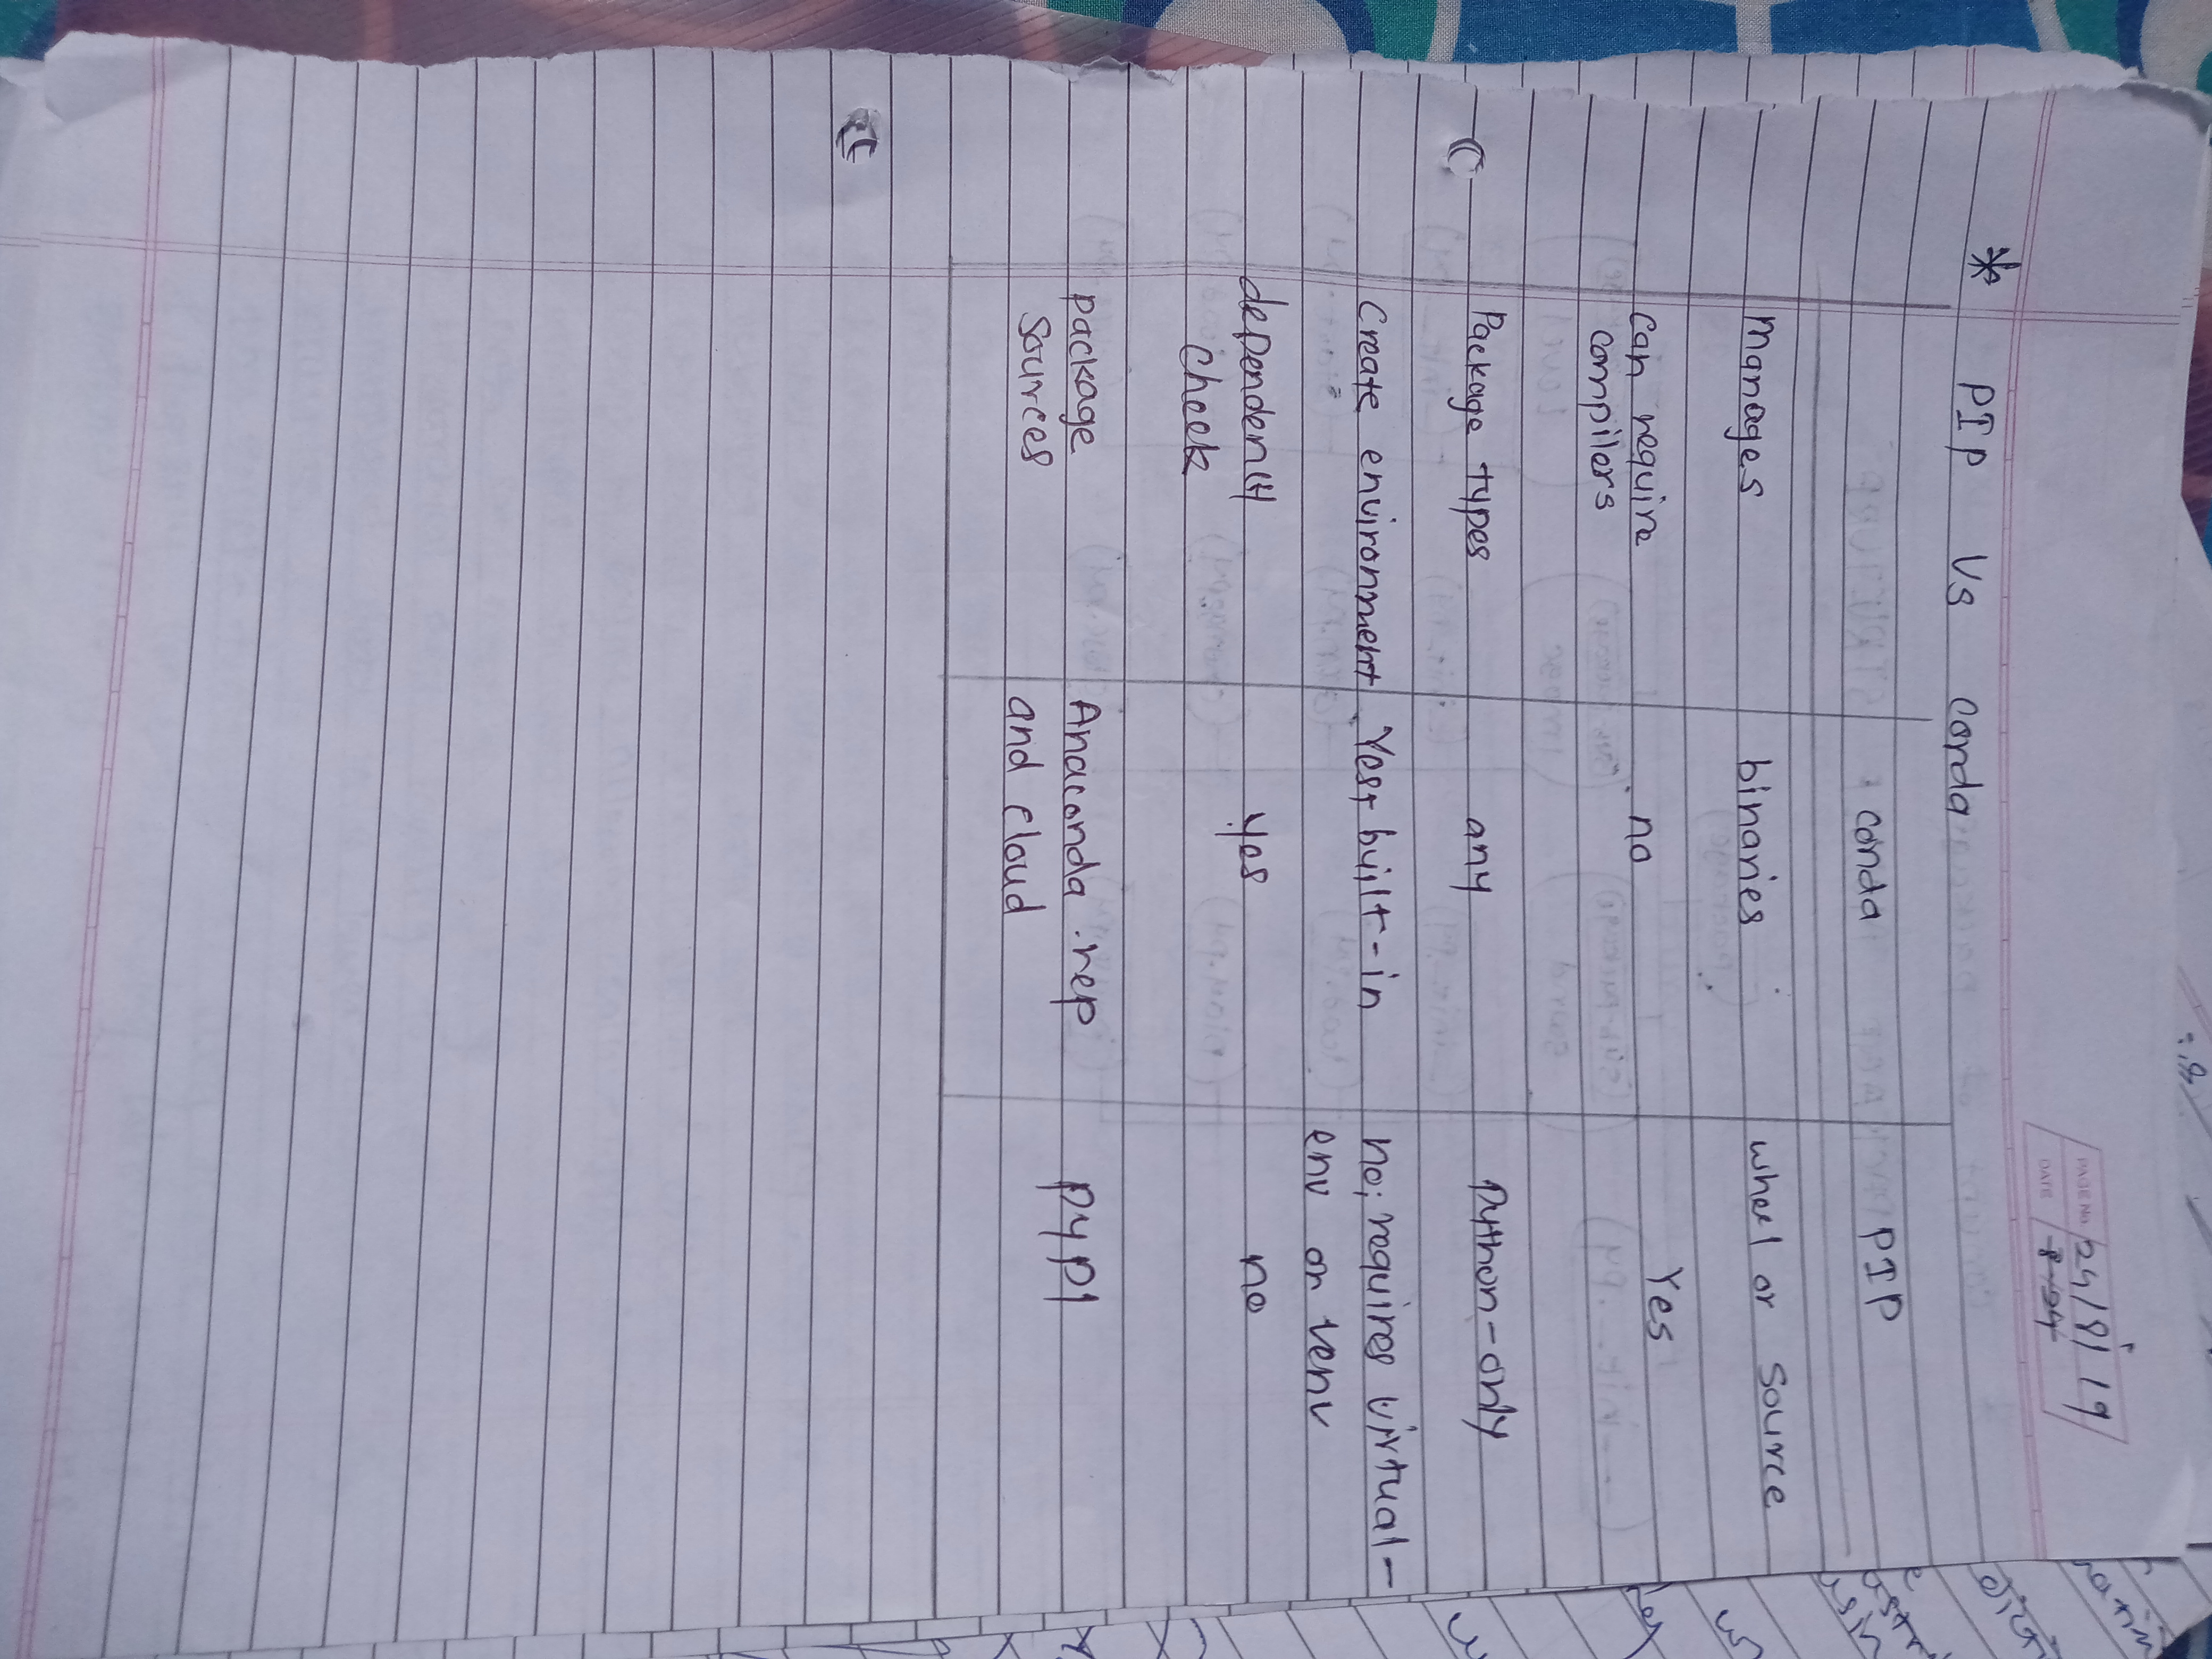 PAGE No. 24/8/19
DATE
* PIP Vs conda
conda PIP
manages binaries wheel or source
can require no Yes
compilers
Package types any Python-only
Create environment Yes, built-in no; requires virtual-
env or venv
dependency yes no
check
package Anaconda .rep PyPI
sources and cloud